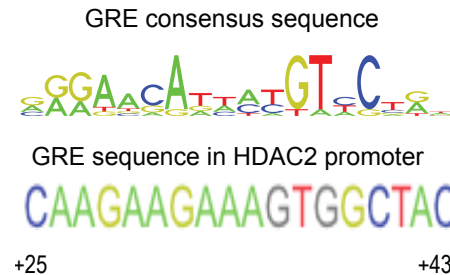 GRE consensus sequence
GRE sequence in HDAC2 promoter
CAAGAAGAAAGTGGCTAC
+25 +43